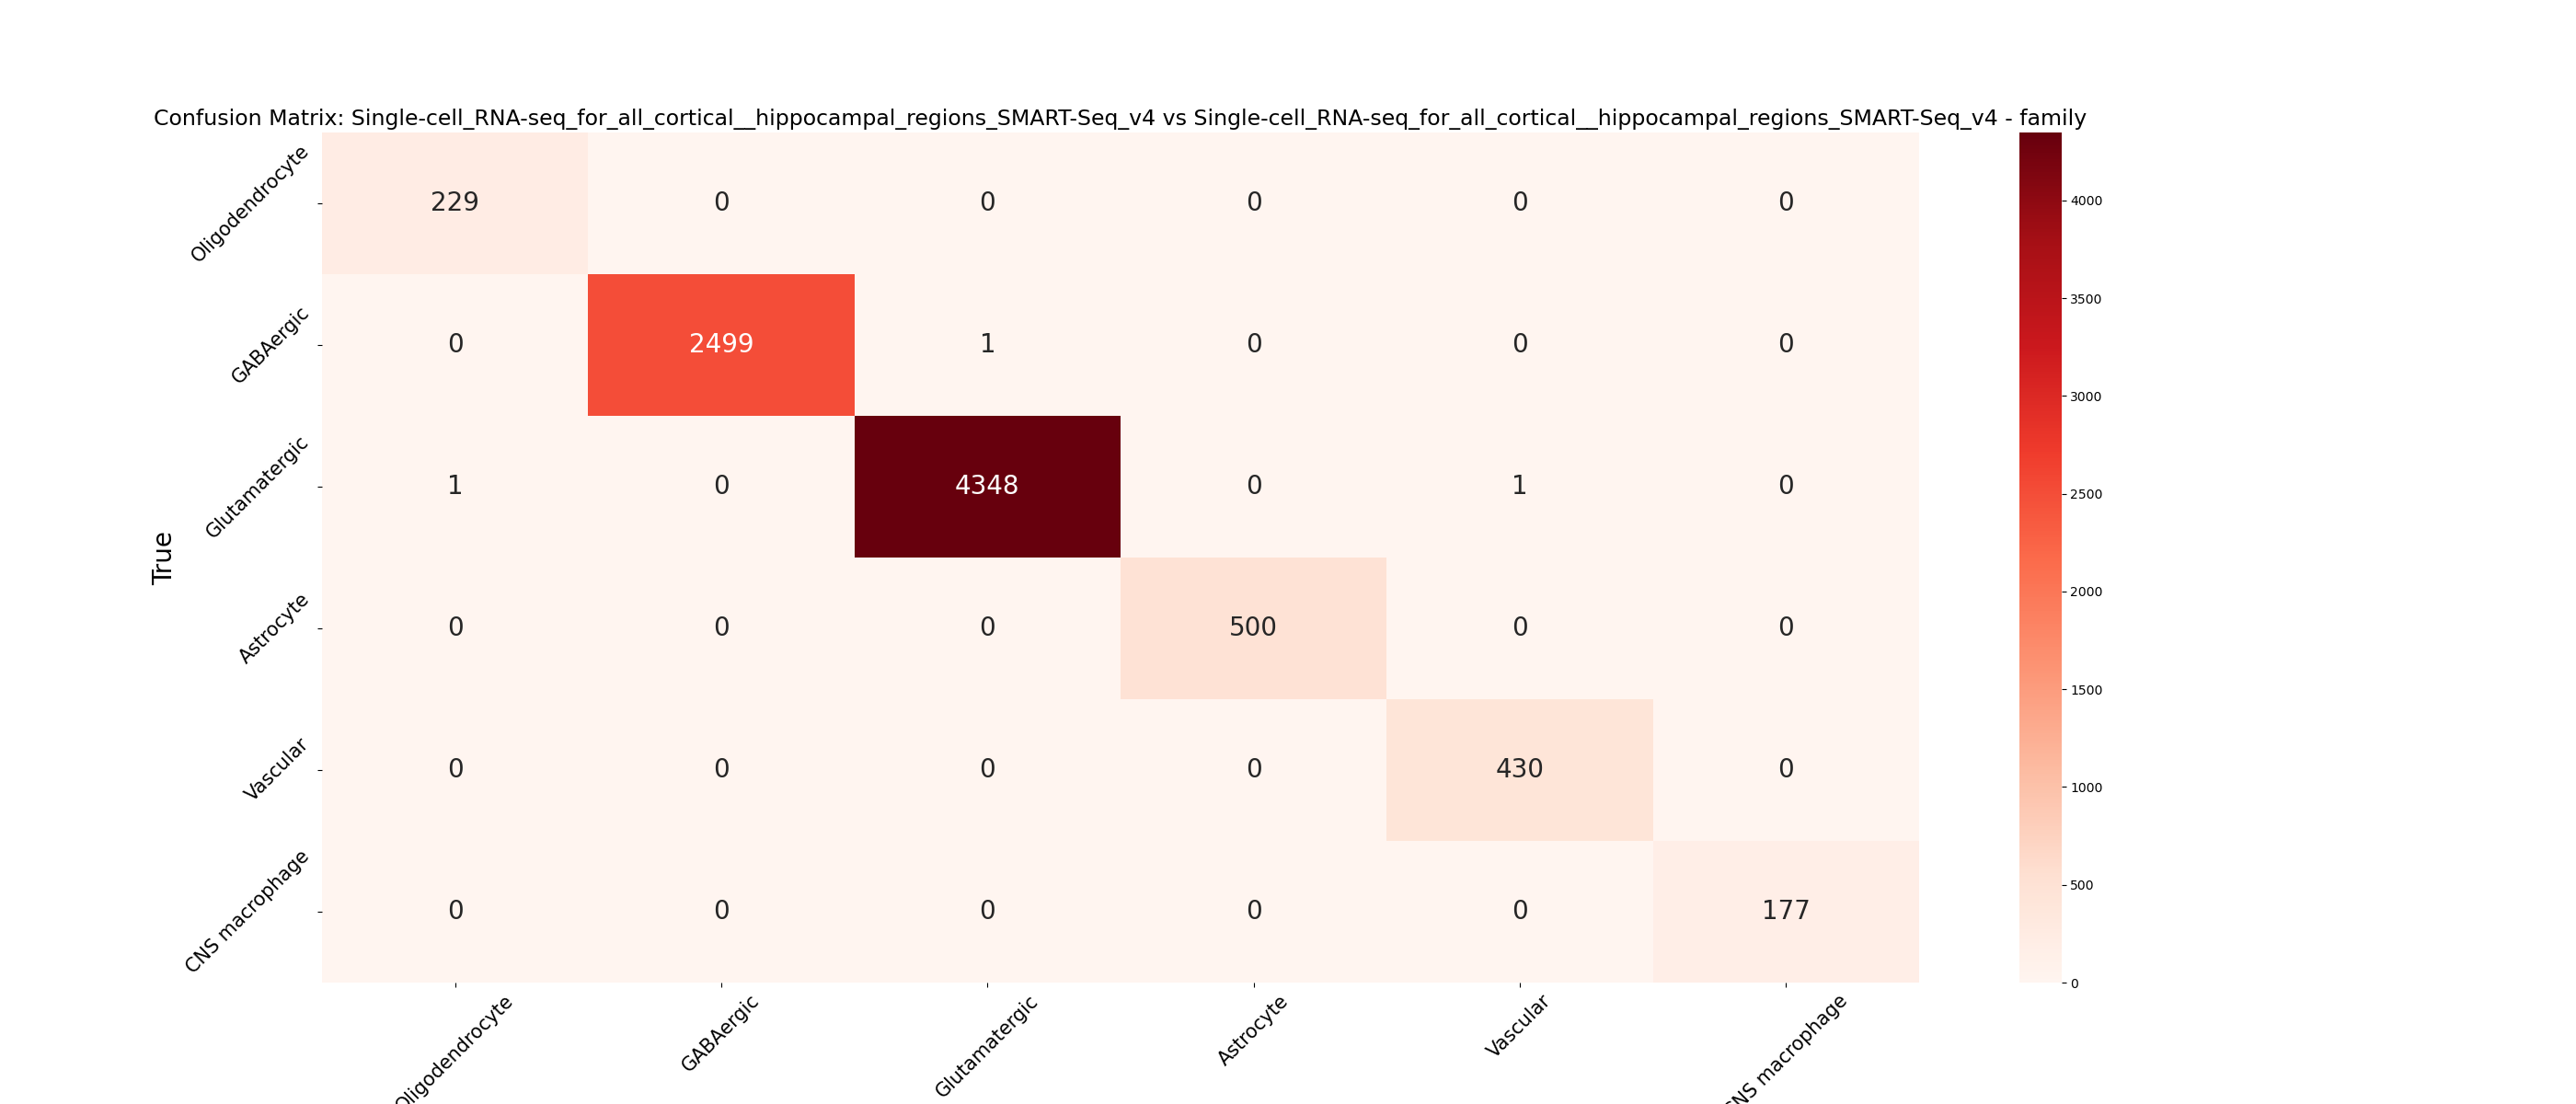 Confusion Matrix: Single-cell_RNA-seq_for_all_cortical__hippocampal_regions_SMART-Seq_v4 vs Single-cell_RNA-seq_for_all_cortical__hippocampal_regions_SMART-Seq_v4 - family
True
Oligodendrocyte 229 0 0 0 0 0
GABAergic 0 2499 1 0 0 0
Glutamatergic 1 0 4348 0 1 0
Astrocyte 0 0 0 500 0 0
Vascular 0 0 0 0 430 0
CNS macrophage 0 0 0 0 0 177
Oligodendrocyte GABAergic Glutamatergic Astrocyte Vascular CNS macrophage
4000
3500
3000
2500
2000
1500
1000
500
0